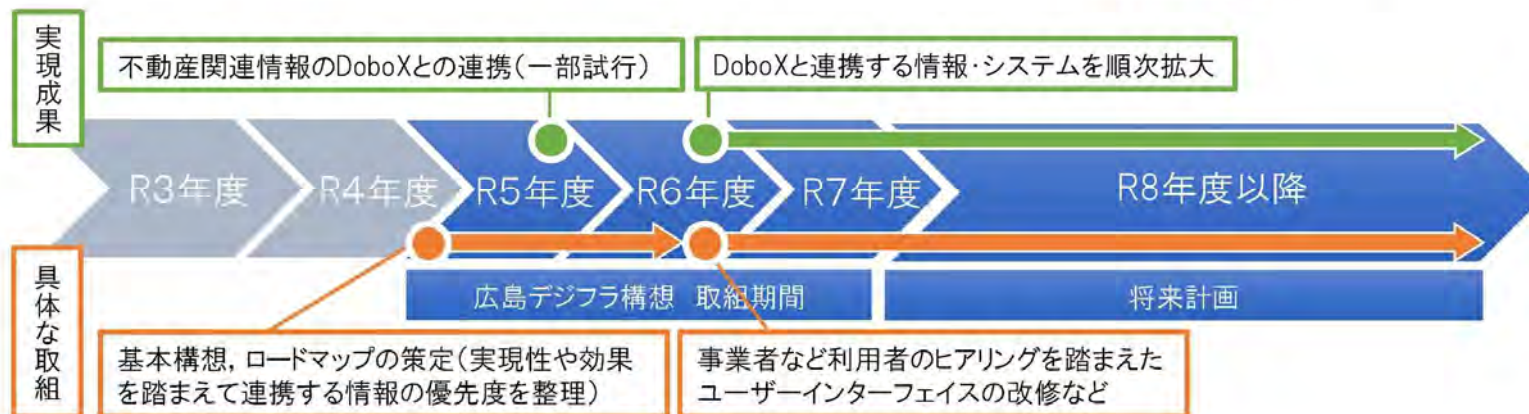 実現成果
不動産関連情報のDoboXとの連携(一部試行)
DoboXと連携する情報・システムを順次拡大
R3年度
R4年度
R5年度
R6年度
R7年度
R8年度以降
具体な取組
広島デジフラ構想 取組期間
将来計画
基本構想,ロードマップの策定(実現性や効果
を踏まえて連携する情報の優先度を整理)
事業者など利用者のヒアリングを踏まえた
ユーザーインターフェイスの改修など